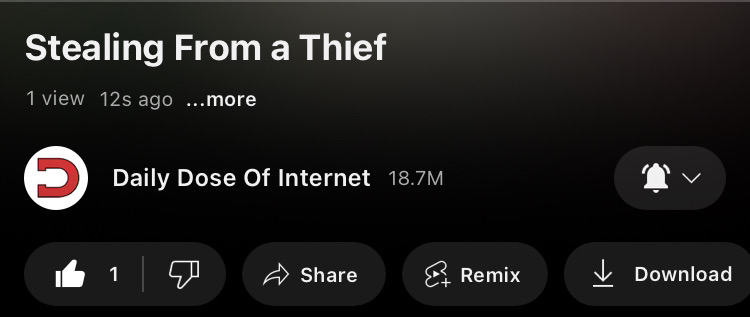 Stealing From a Thief
1 view 12s ago ...more
Daily Dose Of Internet 18.7M
1 Share Remix Download